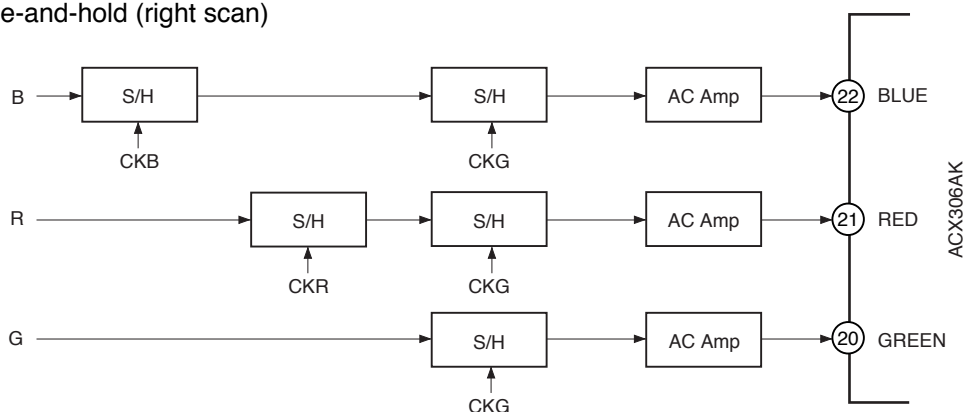 e-and-hold (right scan)
B S/H S/H AC Amp 22 BLUE
CKB CKG
R S/H S/H AC Amp 21 RED
CKR CKG
G S/H AC Amp 20 GREEN
CKG
ACX306AK